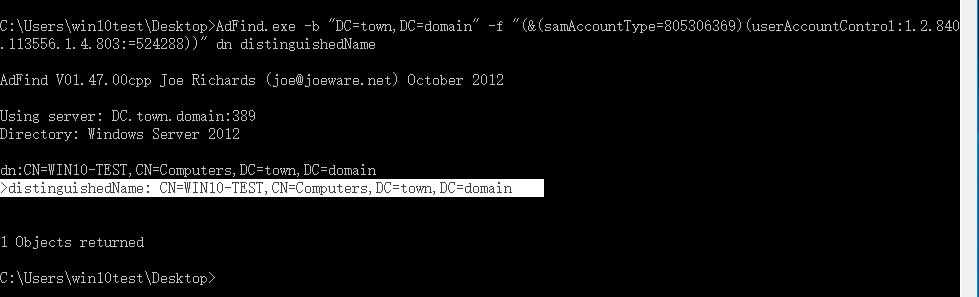 C:\Users\win10test\Desktop>AdFind.exe -b "DC=town,DC=domain" -f "(&(samAccountType=805306369)(userAccountControl:1.2.840
.113556.1.4.803:=524288))" dn distinguishedName
AdFind V01.47.00cpp Joe Richards (joe@joeware.net) October 2012
Using server: DC.town.domain:389
Directory: Windows Server 2012
dn:CN=WIN10-TEST,CN=Computers,DC=town,DC=domain
>distinguishedName: CN=WIN10-TEST,CN=Computers,DC=town,DC=domain
1 Objects returned
C:\Users\win10test\Desktop>